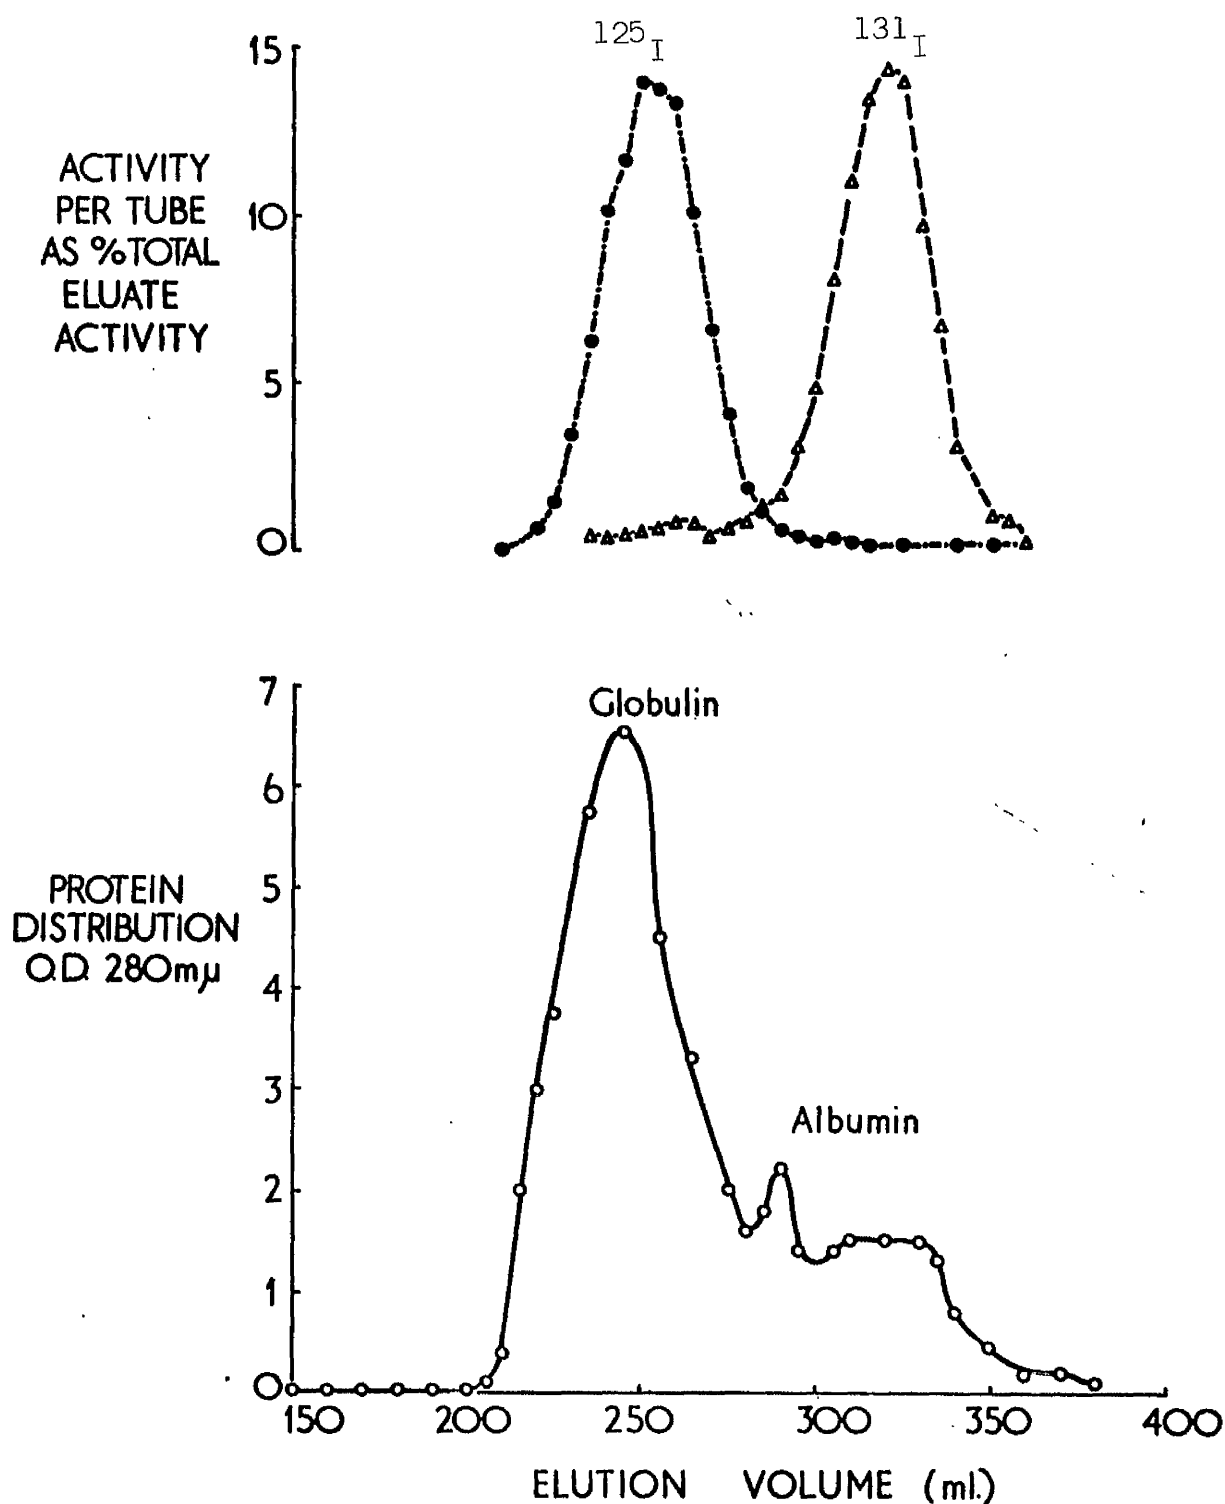 125I
131I
15
10
5
0
ACTIVITY
PER TUBE
AS % TOTAL
ELUATE
ACTIVITY
7
6
5
4
3
2
1
0
Globulin
Albumin
PROTEIN
DISTRIBUTION
O.D. 280mµ
150 200 250 300 350 400
ELUTION VOLUME (ml.)